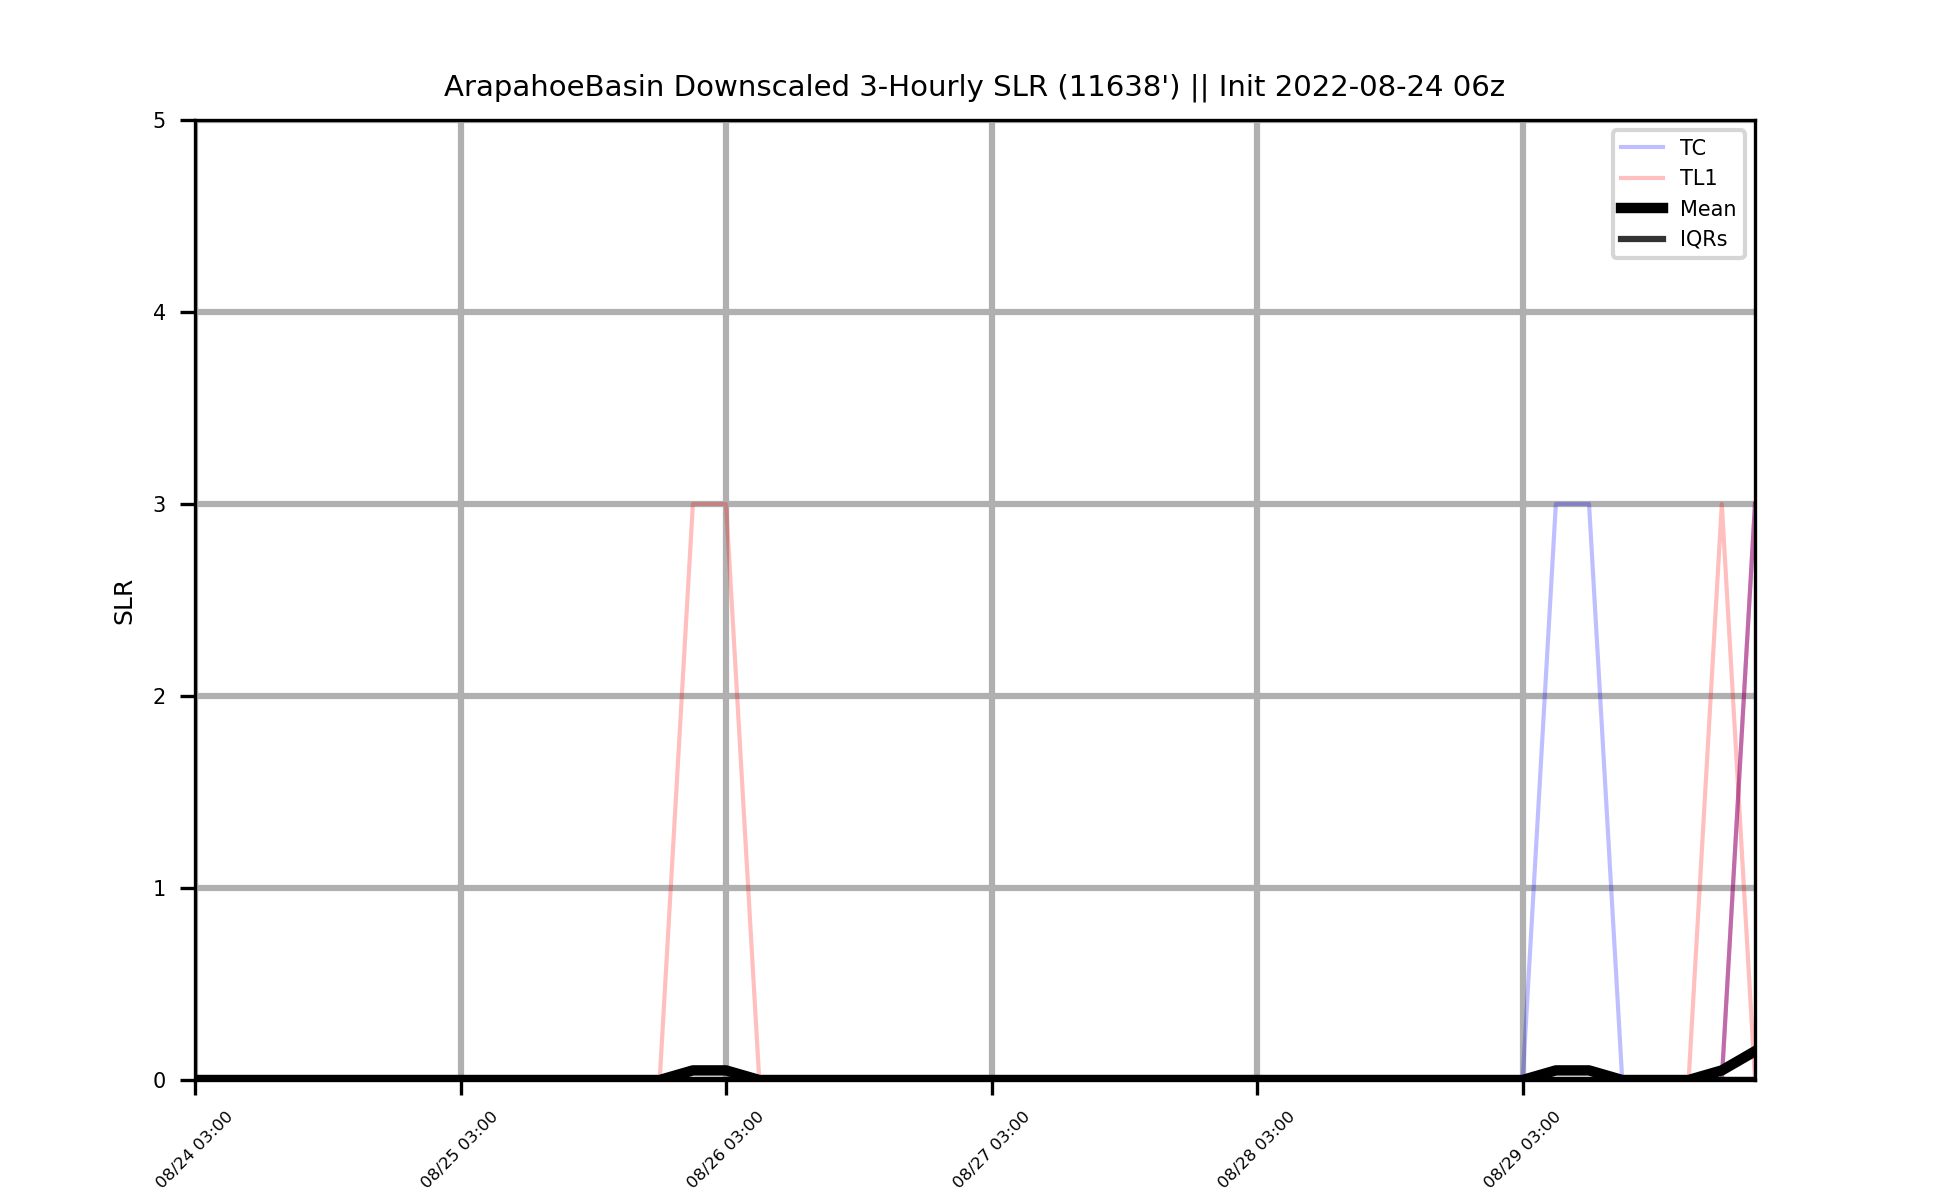 ArapahoeBasin Downscaled 3-Hourly SLR (11638') || Init 2022-08-24 06z
TC
TL1
Mean
IQRs
SLR
5
4
3
2
1
0
08/24 03:00
08/25 03:00
08/26 03:00
08/27 03:00
08/28 03:00
08/29 03:00